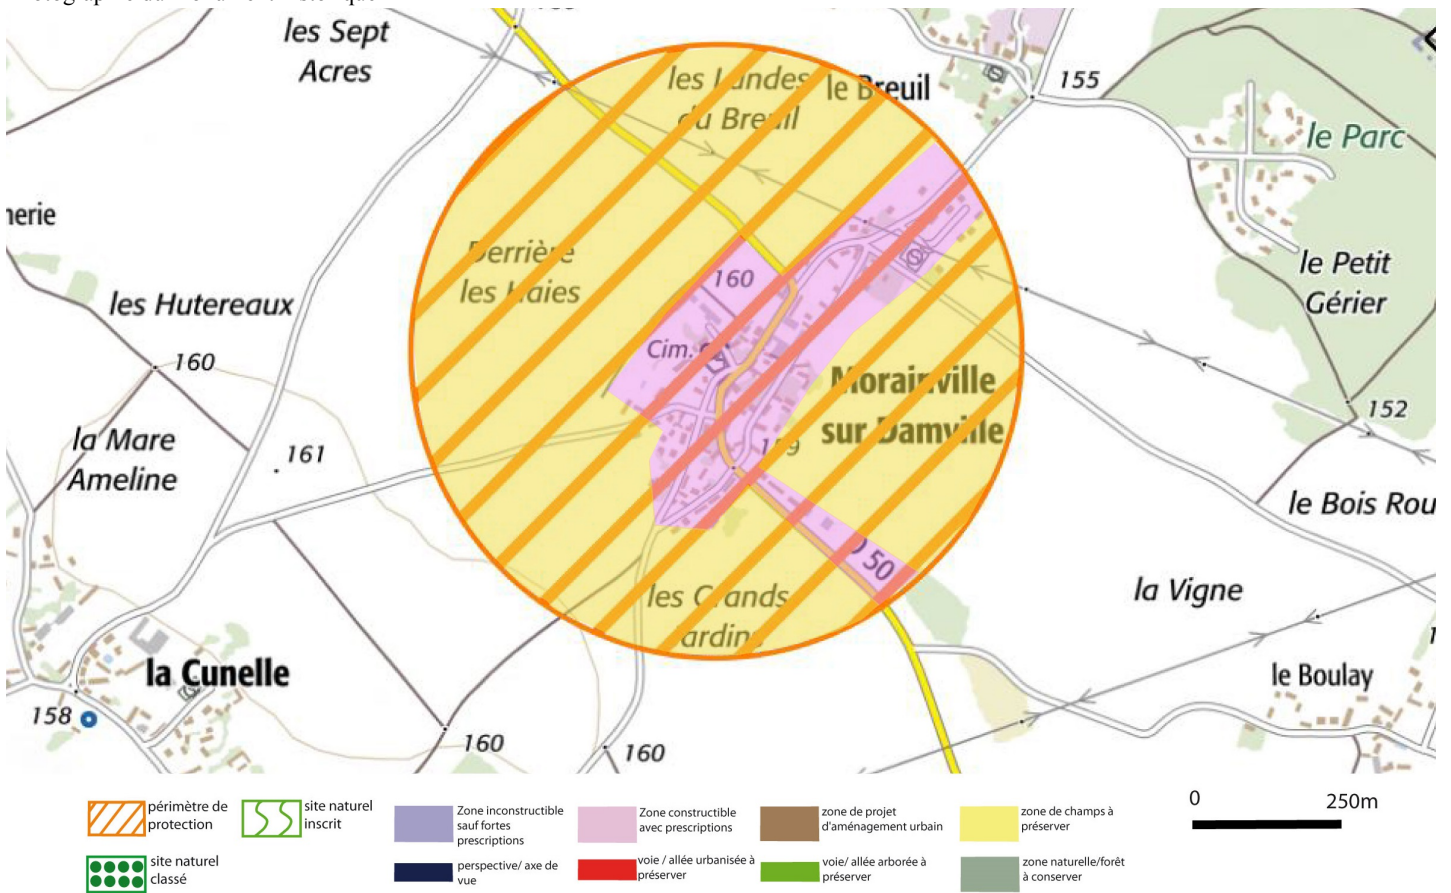 les Sept
Acres
les Landes
du Breuil
le Breuil
155
le Parc
nerie
Derrière
les Haies
160
le Petit
Gérier
les Hutereaux
Cim.
160
Morainville
sur Damville
152
la Mare
Ameline
161
159
le Bois Rou
D 50
les Grands
Jardins
la Vigne
la Cunelle
le Boulay
158
160
160
périmètre de
protection
site naturel
inscrit
Zone inconstructible
sauf fortes
prescriptions
Zone constructible
avec prescriptions
zone de projet
d'aménagement urbain
zone de champs à
préserver
0
250m
site naturel
classé
perspective/ axe de
vue
voie / allée urbanisée à
préserver
voie/ allée arborée à
préserver
zone naturelle/forêt
à conserver